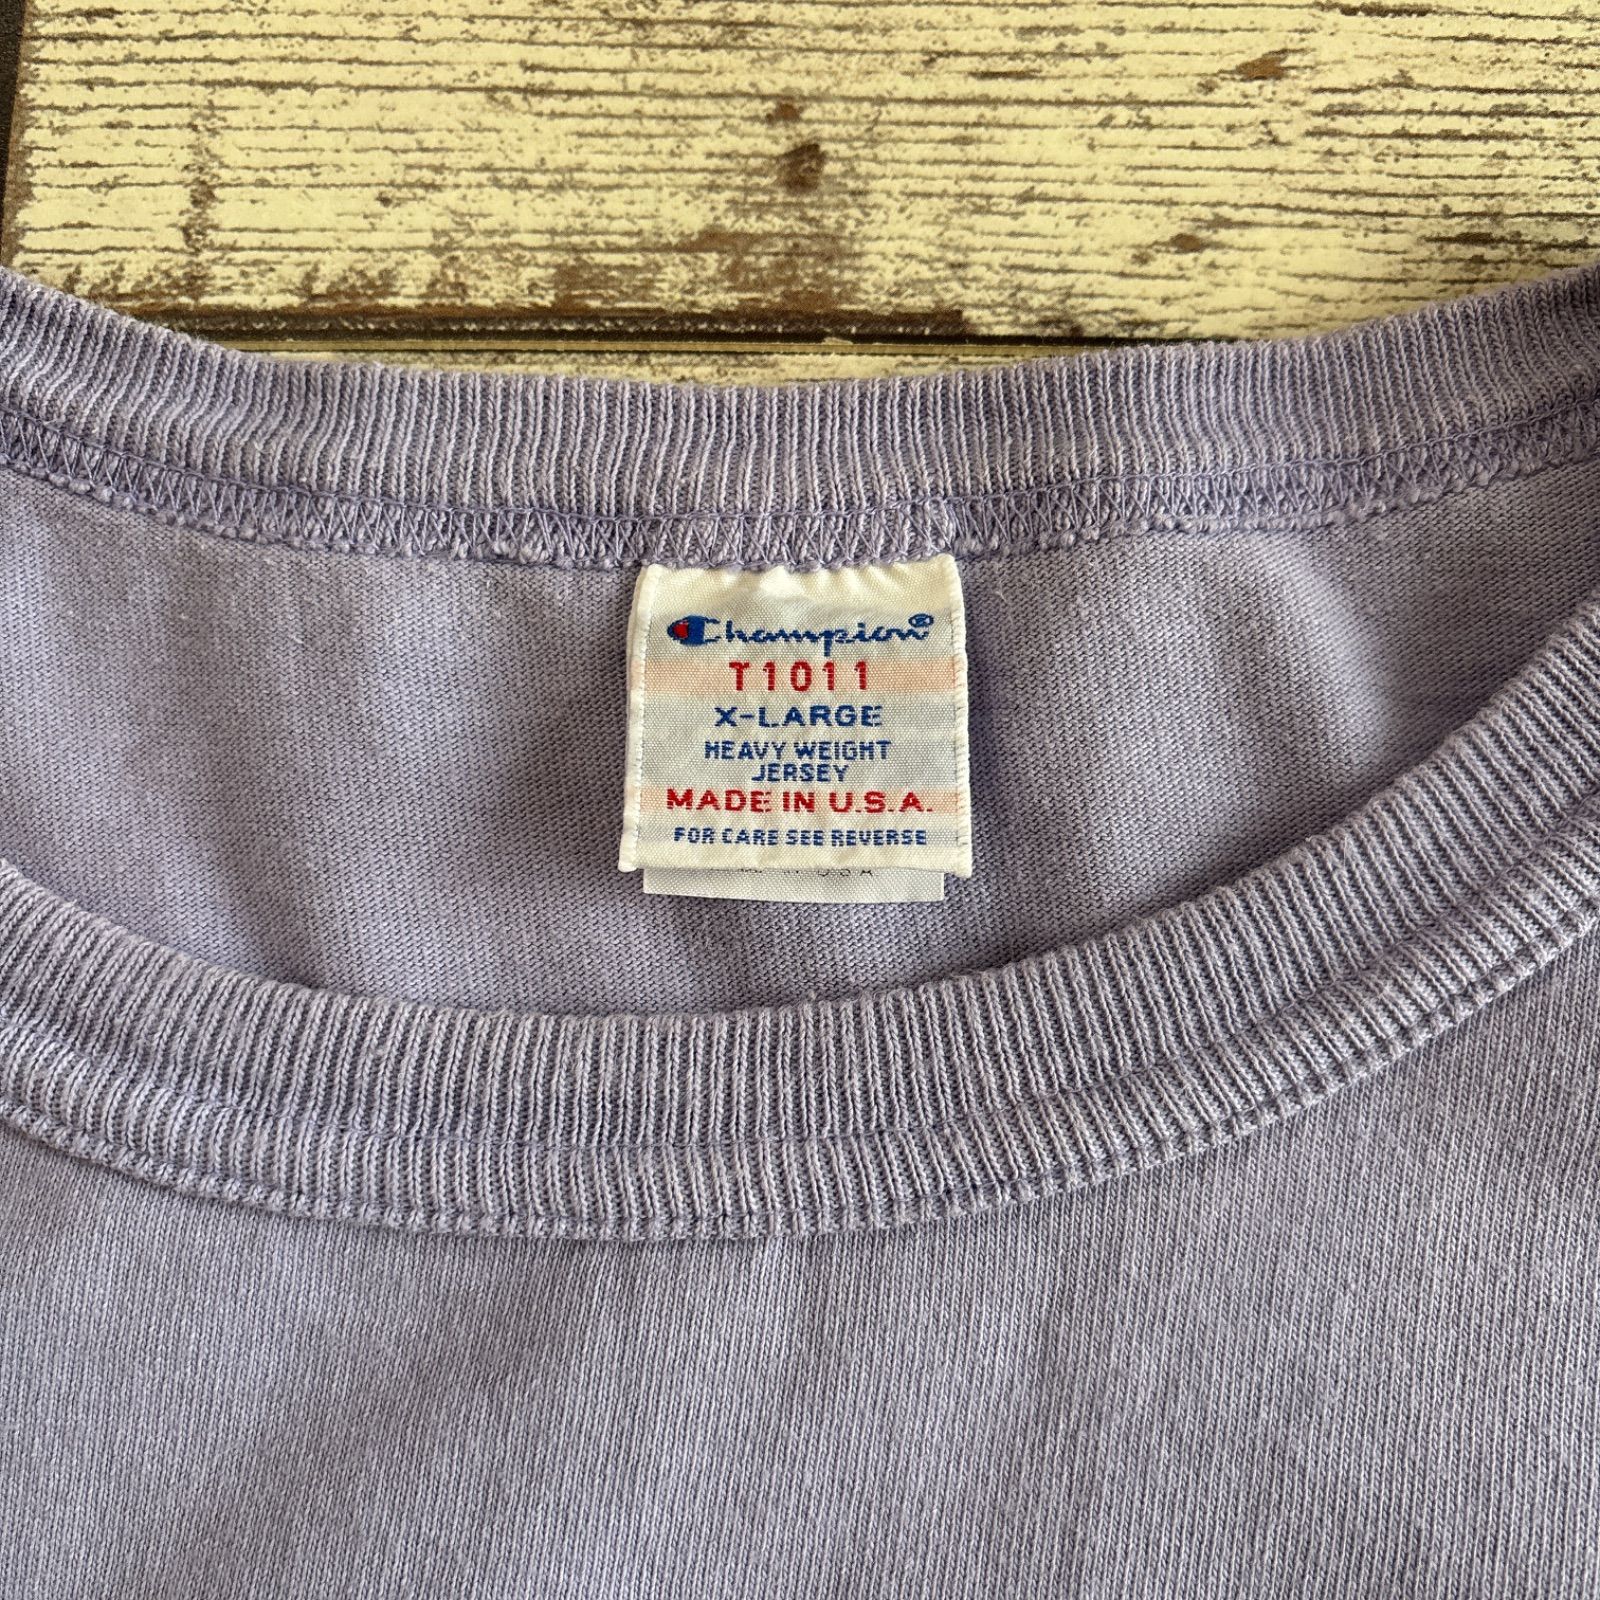 Champion®
T1011
X-LARGE
HEAVY WEIGHT
JERSEY
MADE IN U.S.A.
FOR CARE SEE REVERSE
U S A